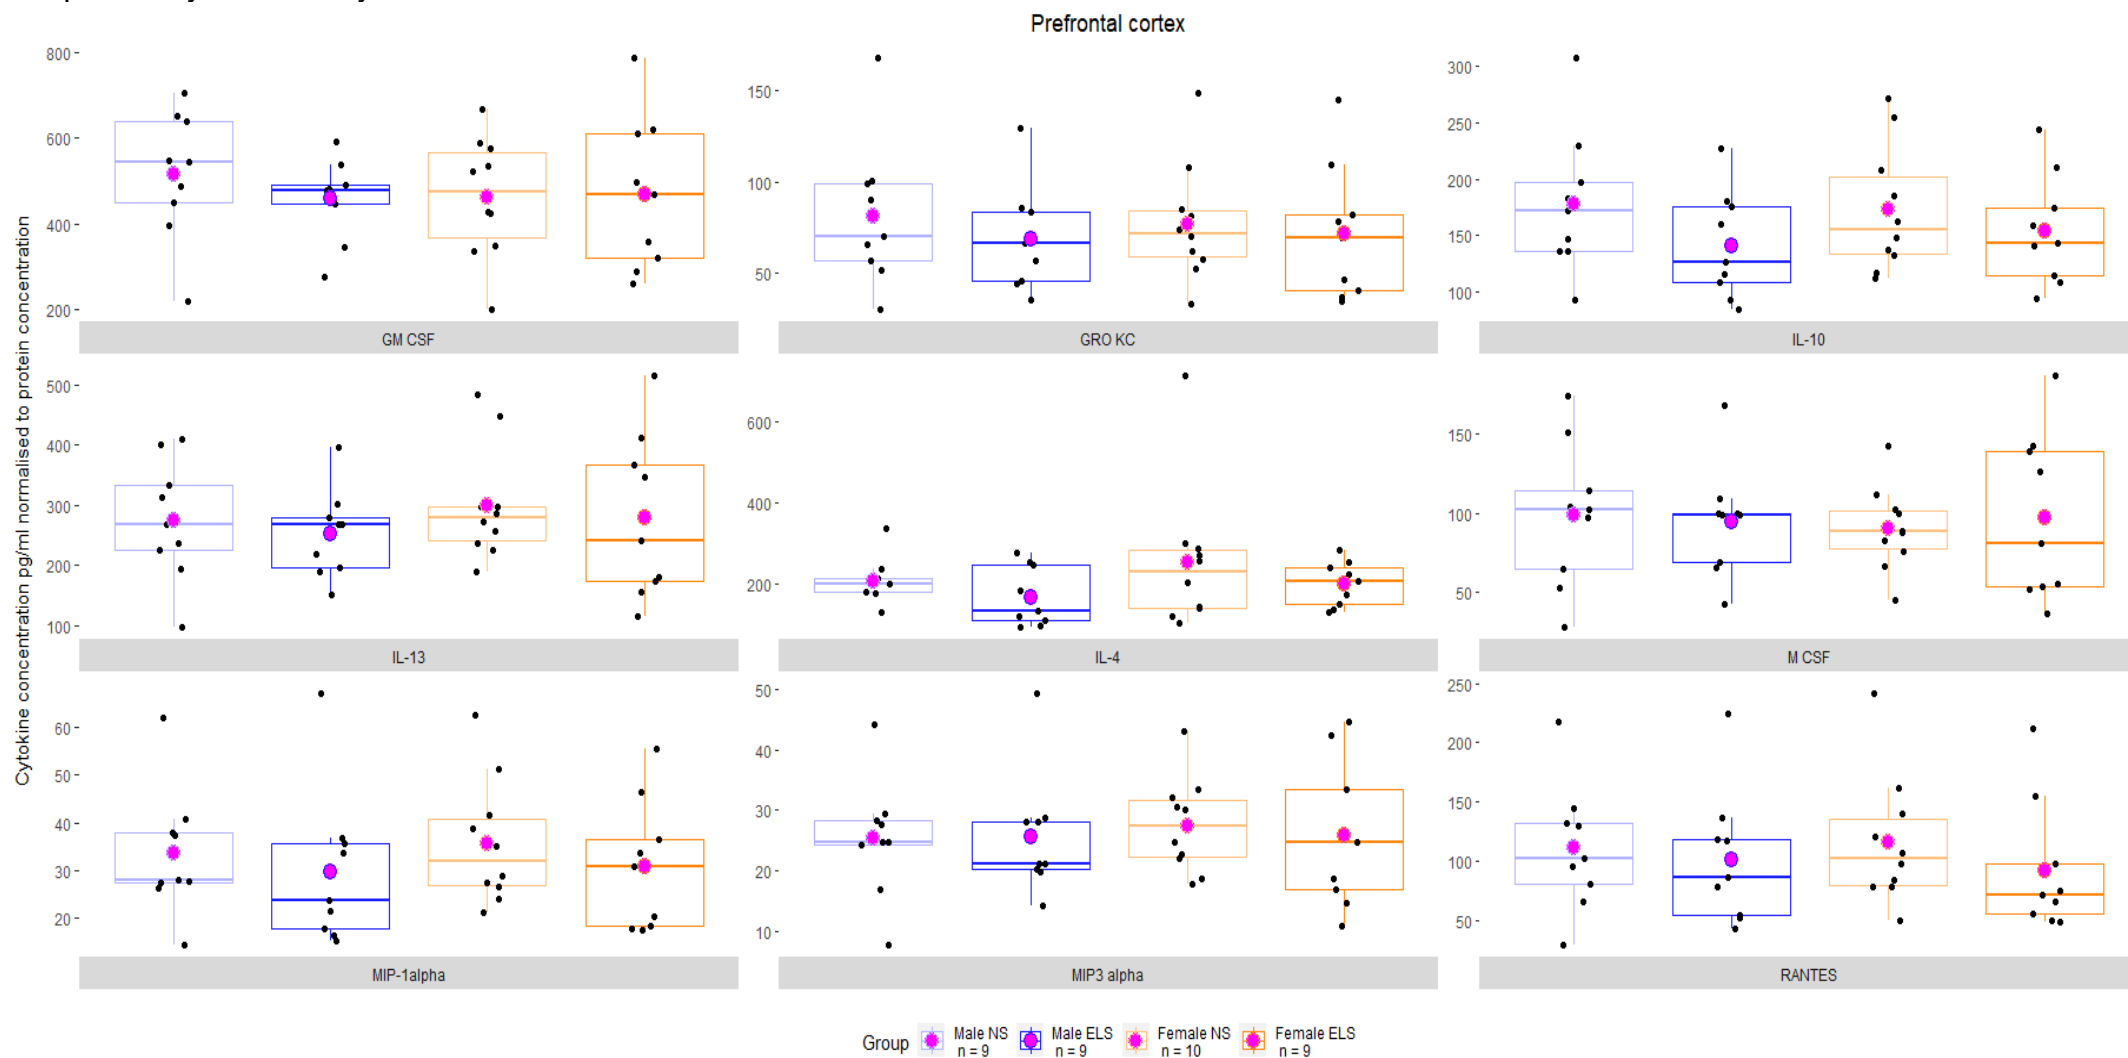 Prefrontal cortex
Cytokine concentration pg/ml normalised to protein concentration
800
600
400
200
GM CSF
150
100
50
GRO KC
300
250
200
150
100
IL-10
500
400
300
200
100
IL-13
600
400
200
IL-4
150
100
50
M CSF
60
50
40
30
20
MIP-1alpha
50
40
30
20
10
MIP3 alpha
250
200
150
100
50
RANTES
Group
Male NS
n = 9
Male ELS
n = 9
Female NS
n = 10
Female ELS
n = 9